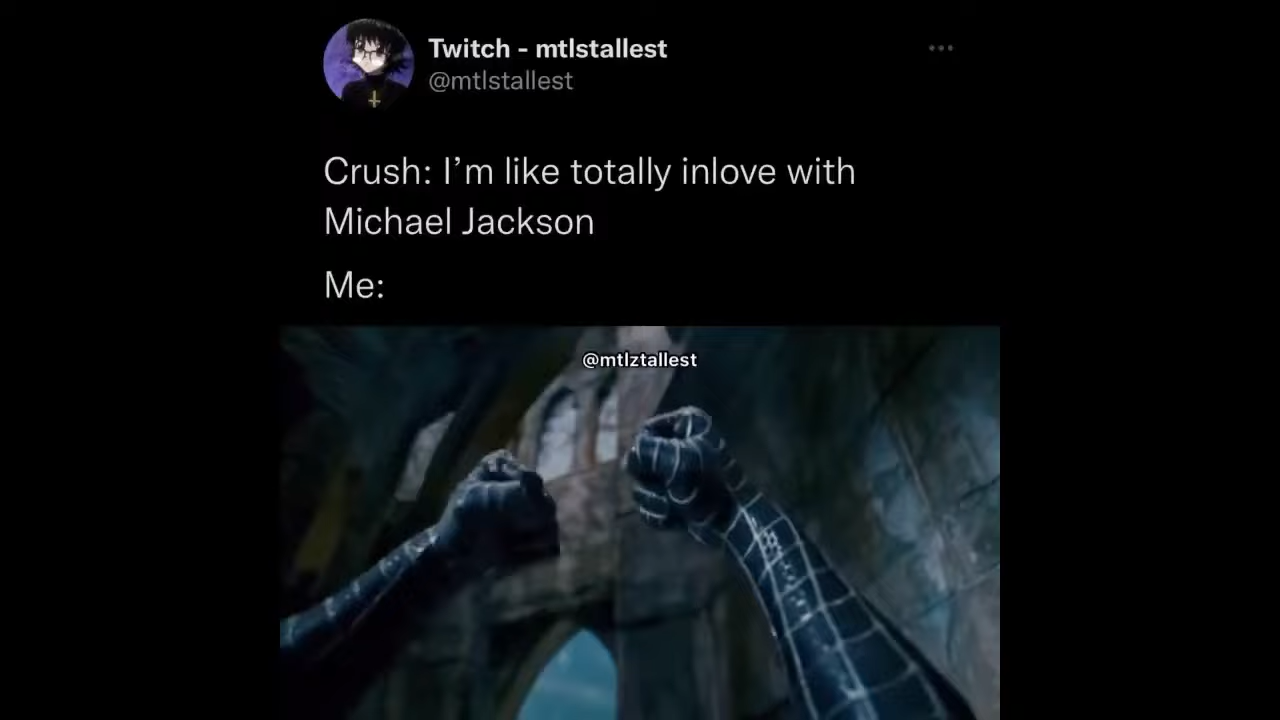 Twitch - mtlstallest
@mtlstallest
Crush: I’m like totally inlove with
Michael Jackson
Me:
@mtlztallest